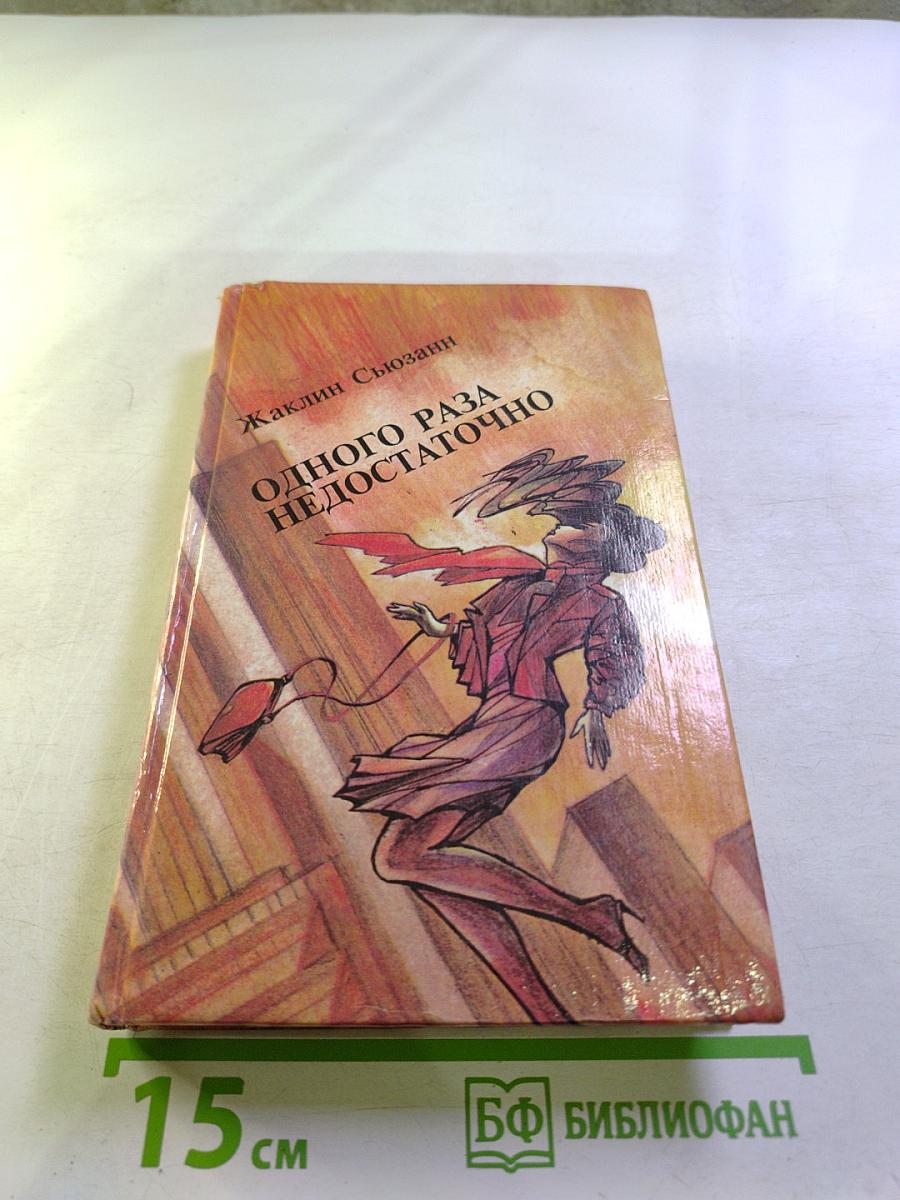 Жаклин Сьюзанн
ОДНОГО РАЗА
НЕДОСТАТОЧНО
15 см
БФ БИБЛИОФАН